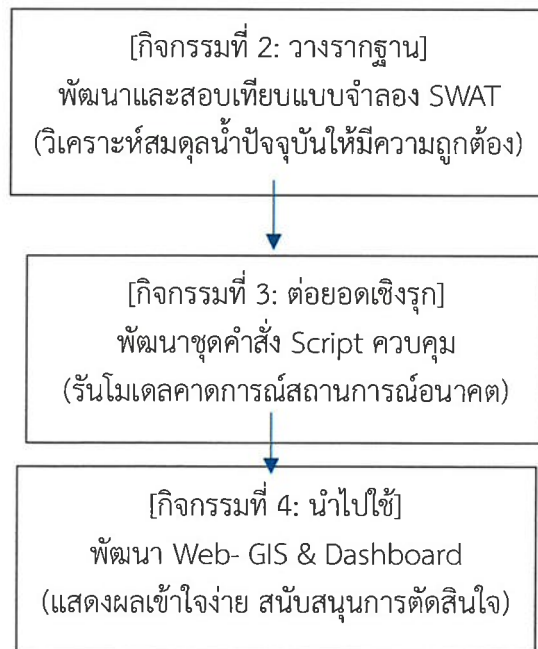 [กิจกรรมที่ 2: วางรากฐาน]
พัฒนาและสอบเทียบแบบจำลอง SWAT
(วิเคราะห์สมดุลน้ำปัจจุบันให้มีความถูกต้อง)
[กิจกรรมที่ 3: ต่อยอดเชิงรุก]
พัฒนาชุดคำสั่ง Script ควบคุม
(รันโมเดลคาดการณ์สถานการณ์อนาคต)
[กิจกรรมที่ 4: นำไปใช้]
พัฒนา Web- GIS & Dashboard
(แสดงผลเข้าใจง่าย สนับสนุนการตัดสินใจ)